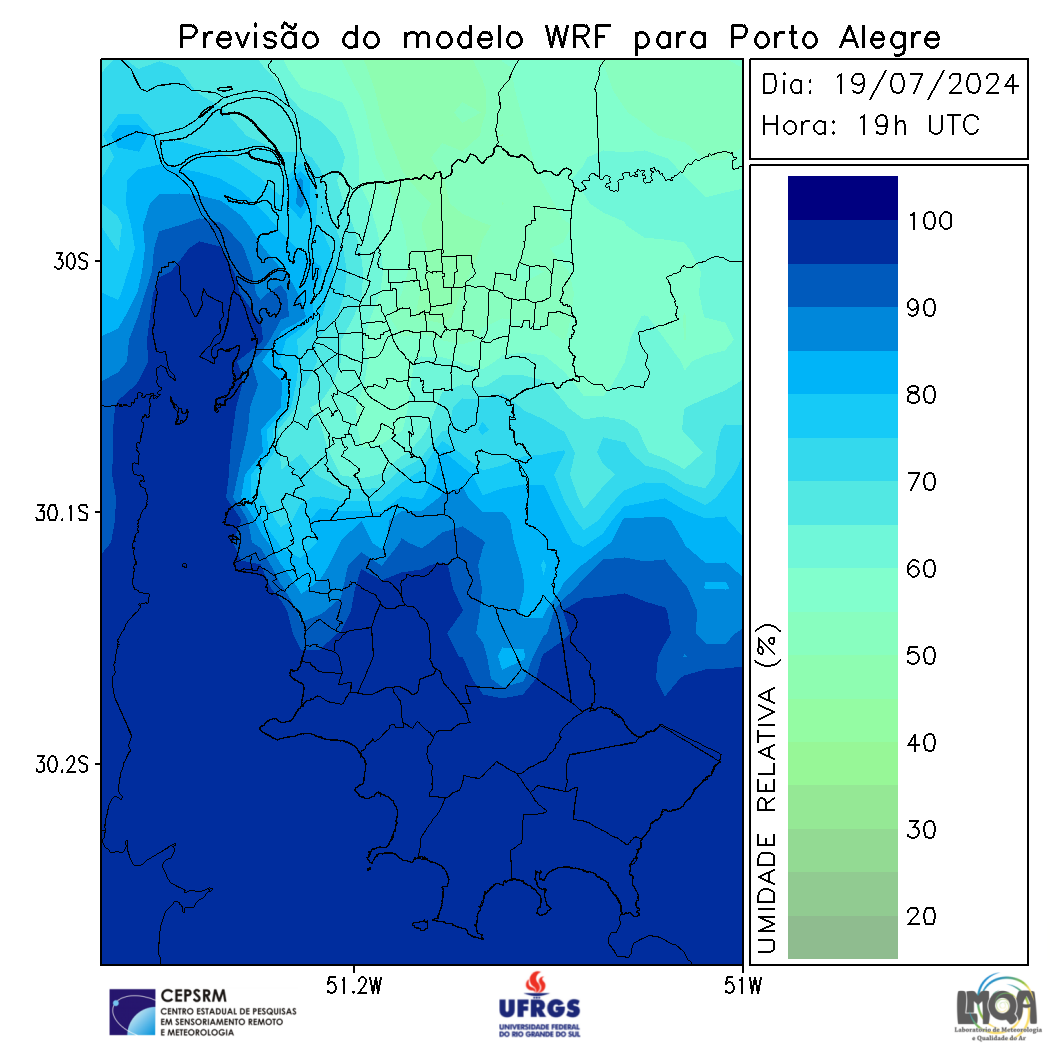 Previsão do modelo WRF para Porto Alegre
Dia: 19/07/2024
Hora: 19h UTC
100
90
80
70
60
50
40
30
20
UMIDADE RELATIVA (%)
30S
30.1S
30.2S
51.2W
51W
CEPSRM
CENTRO ESTADUAL DE PESQUISAS
EM SENSORIAMENTO REMOTO
E METEOROLOGIA
UFRGS
UNIVERSIDADE FEDERAL
DO RIO GRANDE DO SUL
LMQA
Laboratório de Meteorologia
e Qualidade do Ar